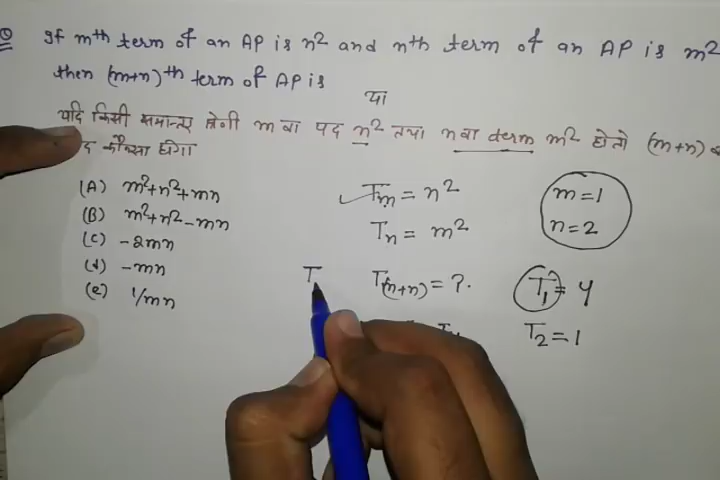 Q If mth term of an AP is n² and nth term of an AP is m²
then (m+n)th term of AP is
या
यदि किसी समान्तर श्रेणी m वा पद n² तथा n वा term m² हो तो (m+n)
द कौनसा होगा
(A) m²+n²+mn
(B) m²+n²-mn
(C) -2mn
(d) -mn
(e) 1/mn
Tm = n²
Tn = m²
T(m+n) = ?.
m=1
n=2
T1 = 4
T2 = 1
T